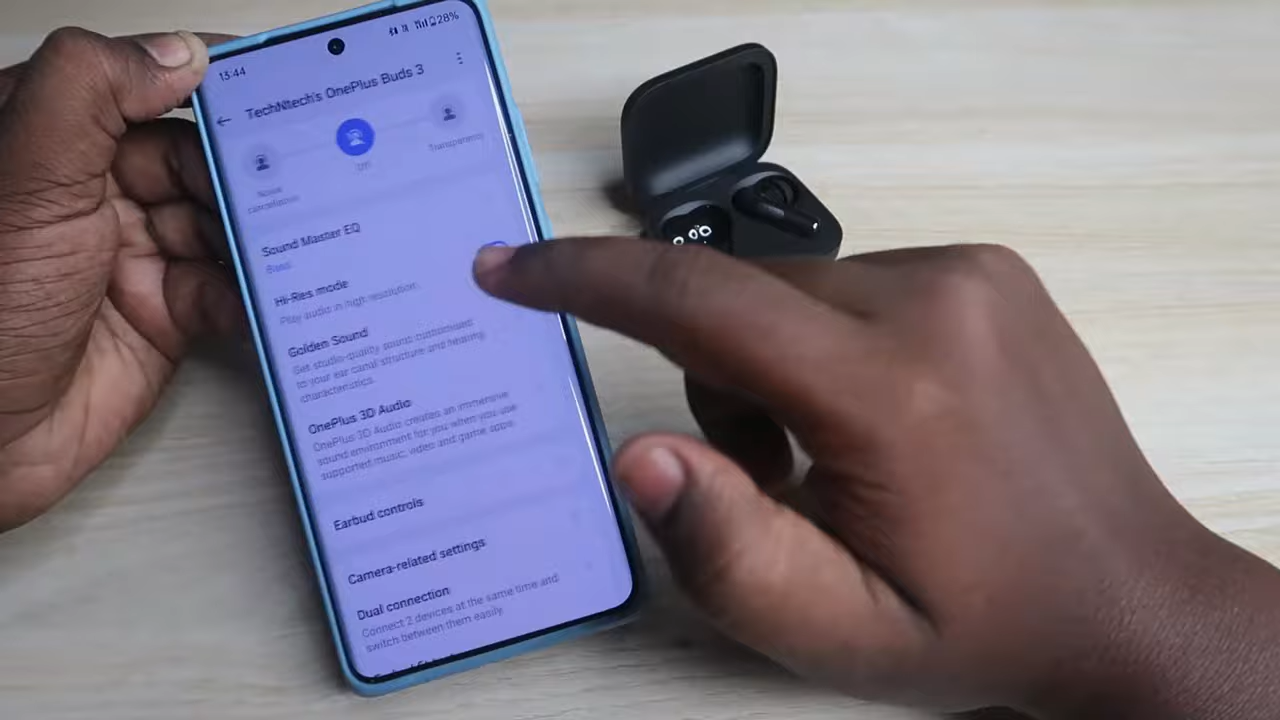 13:44
28%
TechNtech's OnePlus Buds 3
Noise
cancellation
Off
Transparency
Sound Master EQ
Bass
Hi-Res mode
Play audio in high resolution.
Golden Sound
Get studio-quality sound customised
to your ear canal structure and hearing
characteristics.
OnePlus 3D Audio
OnePlus 3D Audio creates an immersive
sound environment for you when you use
supported music, video and game apps.
Earbud controls
Camera-related settings
Dual connection
Connect 2 devices at the same time and
switch between them easily.